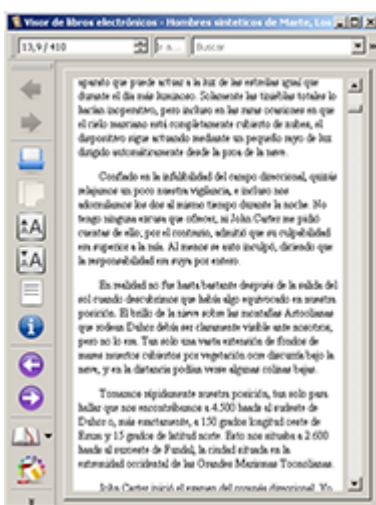 Visor de libros electrónicos - Hombres sinteticos de Marte, Los
13,9 / 410
Buscar
aparato que puede actuar a la luz de las estrellas igual que
durante el día más luminoso. Solamente las tinieblas totales lo
hacían inoperativo, pero incluso en las raras ocasiones en que
el cielo marciano está completamente cubierto de nubes, el
dispositivo sigue actuando mediante un pequeño rayo de luz
dirigido automáticamente desde la proa de la nave.
Confiado en la infalibilidad del campo direccional, quizás
relajamos un poco nuestra vigilancia, e incluso nos
adormilamos los dos al mismo tiempo durante la noche. No
tengo ninguna excusa que ofrecer, ni John Carter me pidió
cuentas de ello, por el contrario, admitió que su culpabilidad
era superior a la mía. Al menos se auto inculpó, diciendo que
la responsabilidad era suya por entero.
En realidad no fue hasta bastante después de la salida del
sol cuando descubrimos que había algo equivocado en nuestra
posición. El brillo de la nieve sobre las montañas Artoolianas
que rodean Duhor debía ser claramente visible ante nosotros,
pero no lo era. Tan solo una vasta extensión de fondos de
mares muertos cubiertos por vegetación ocre discurría bajo la
nave, y en la distancia podían verse algunas colinas bajas.
Tomamos rápidamente nuestra posición, tan solo para
hallar que nos encontrábamos a 4.500 haads al sudeste de
Duhor o, más exactamente, a 150 grados longitud oeste de
Exum y 15 grados de latitud norte. Esto nos situaba a 2.600
haads al suroeste de Fundal, la ciudad situada en la
extremidad occidental de las Grandes Marismas Toonolianas.
John Carter inició el examen del compás direccional. Yo